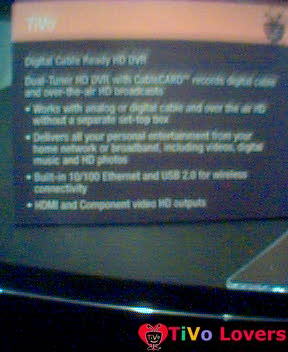 TiVo
Digital Cable Ready HD DVR
Dual-Tuner HD DVR with CableCARD™ records digital cable
and over-the-air HD broadcasts
• Works with analog or digital cable and over the air HD
without a separate set-top box
• Delivers all your personal entertainment from your
home network or broadband, including videos, digital
music and HD photos
• Built-in 10/100 Ethernet and USB 2.0 for wireless
connectivity
• HDMI and Component video HD outputs
TiVo Lovers